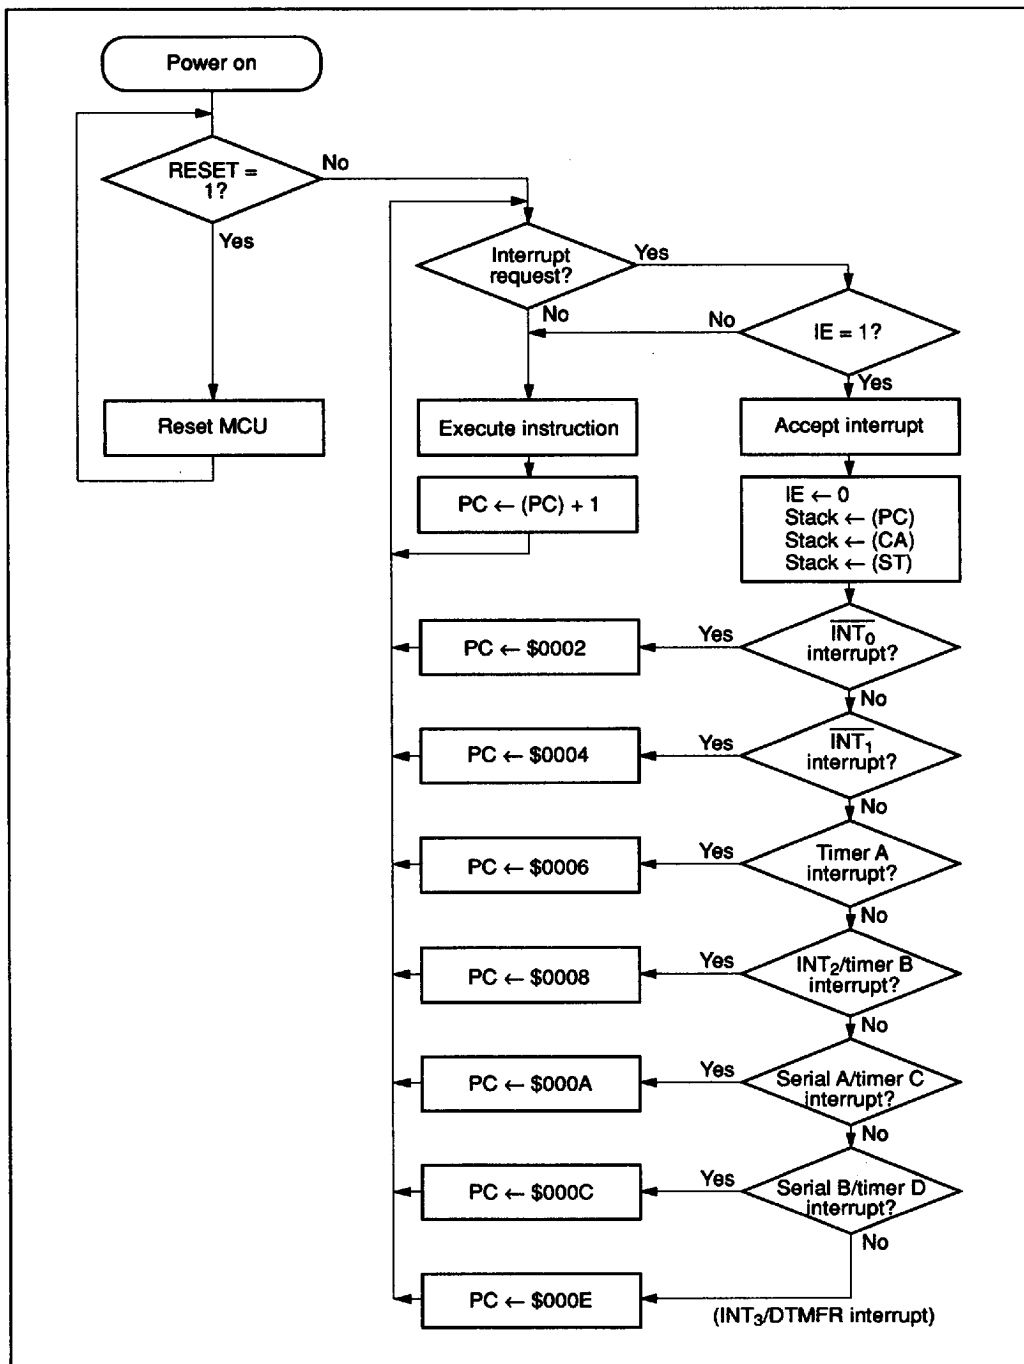 Power on
RESET =
1?
No
Yes
Reset MCU
Interrupt
request?
Yes
No
IE = 1?
No
Yes
Execute instruction
PC ← (PC) + 1
Accept interrupt
IE ← 0
Stack ← (PC)
Stack ← (CA)
Stack ← (ST)
I̅N̅T̅₀
interrupt?
Yes
PC ← $0002
No
I̅N̅T̅₁
interrupt?
Yes
PC ← $0004
No
Timer A
interrupt?
Yes
PC ← $0006
No
INT₂/timer B
interrupt?
Yes
PC ← $0008
No
Serial A/timer C
interrupt?
Yes
PC ← $000A
No
Serial B/timer D
interrupt?
Yes
PC ← $000C
No
PC ← $000E
(INT₃/DTMFR interrupt)